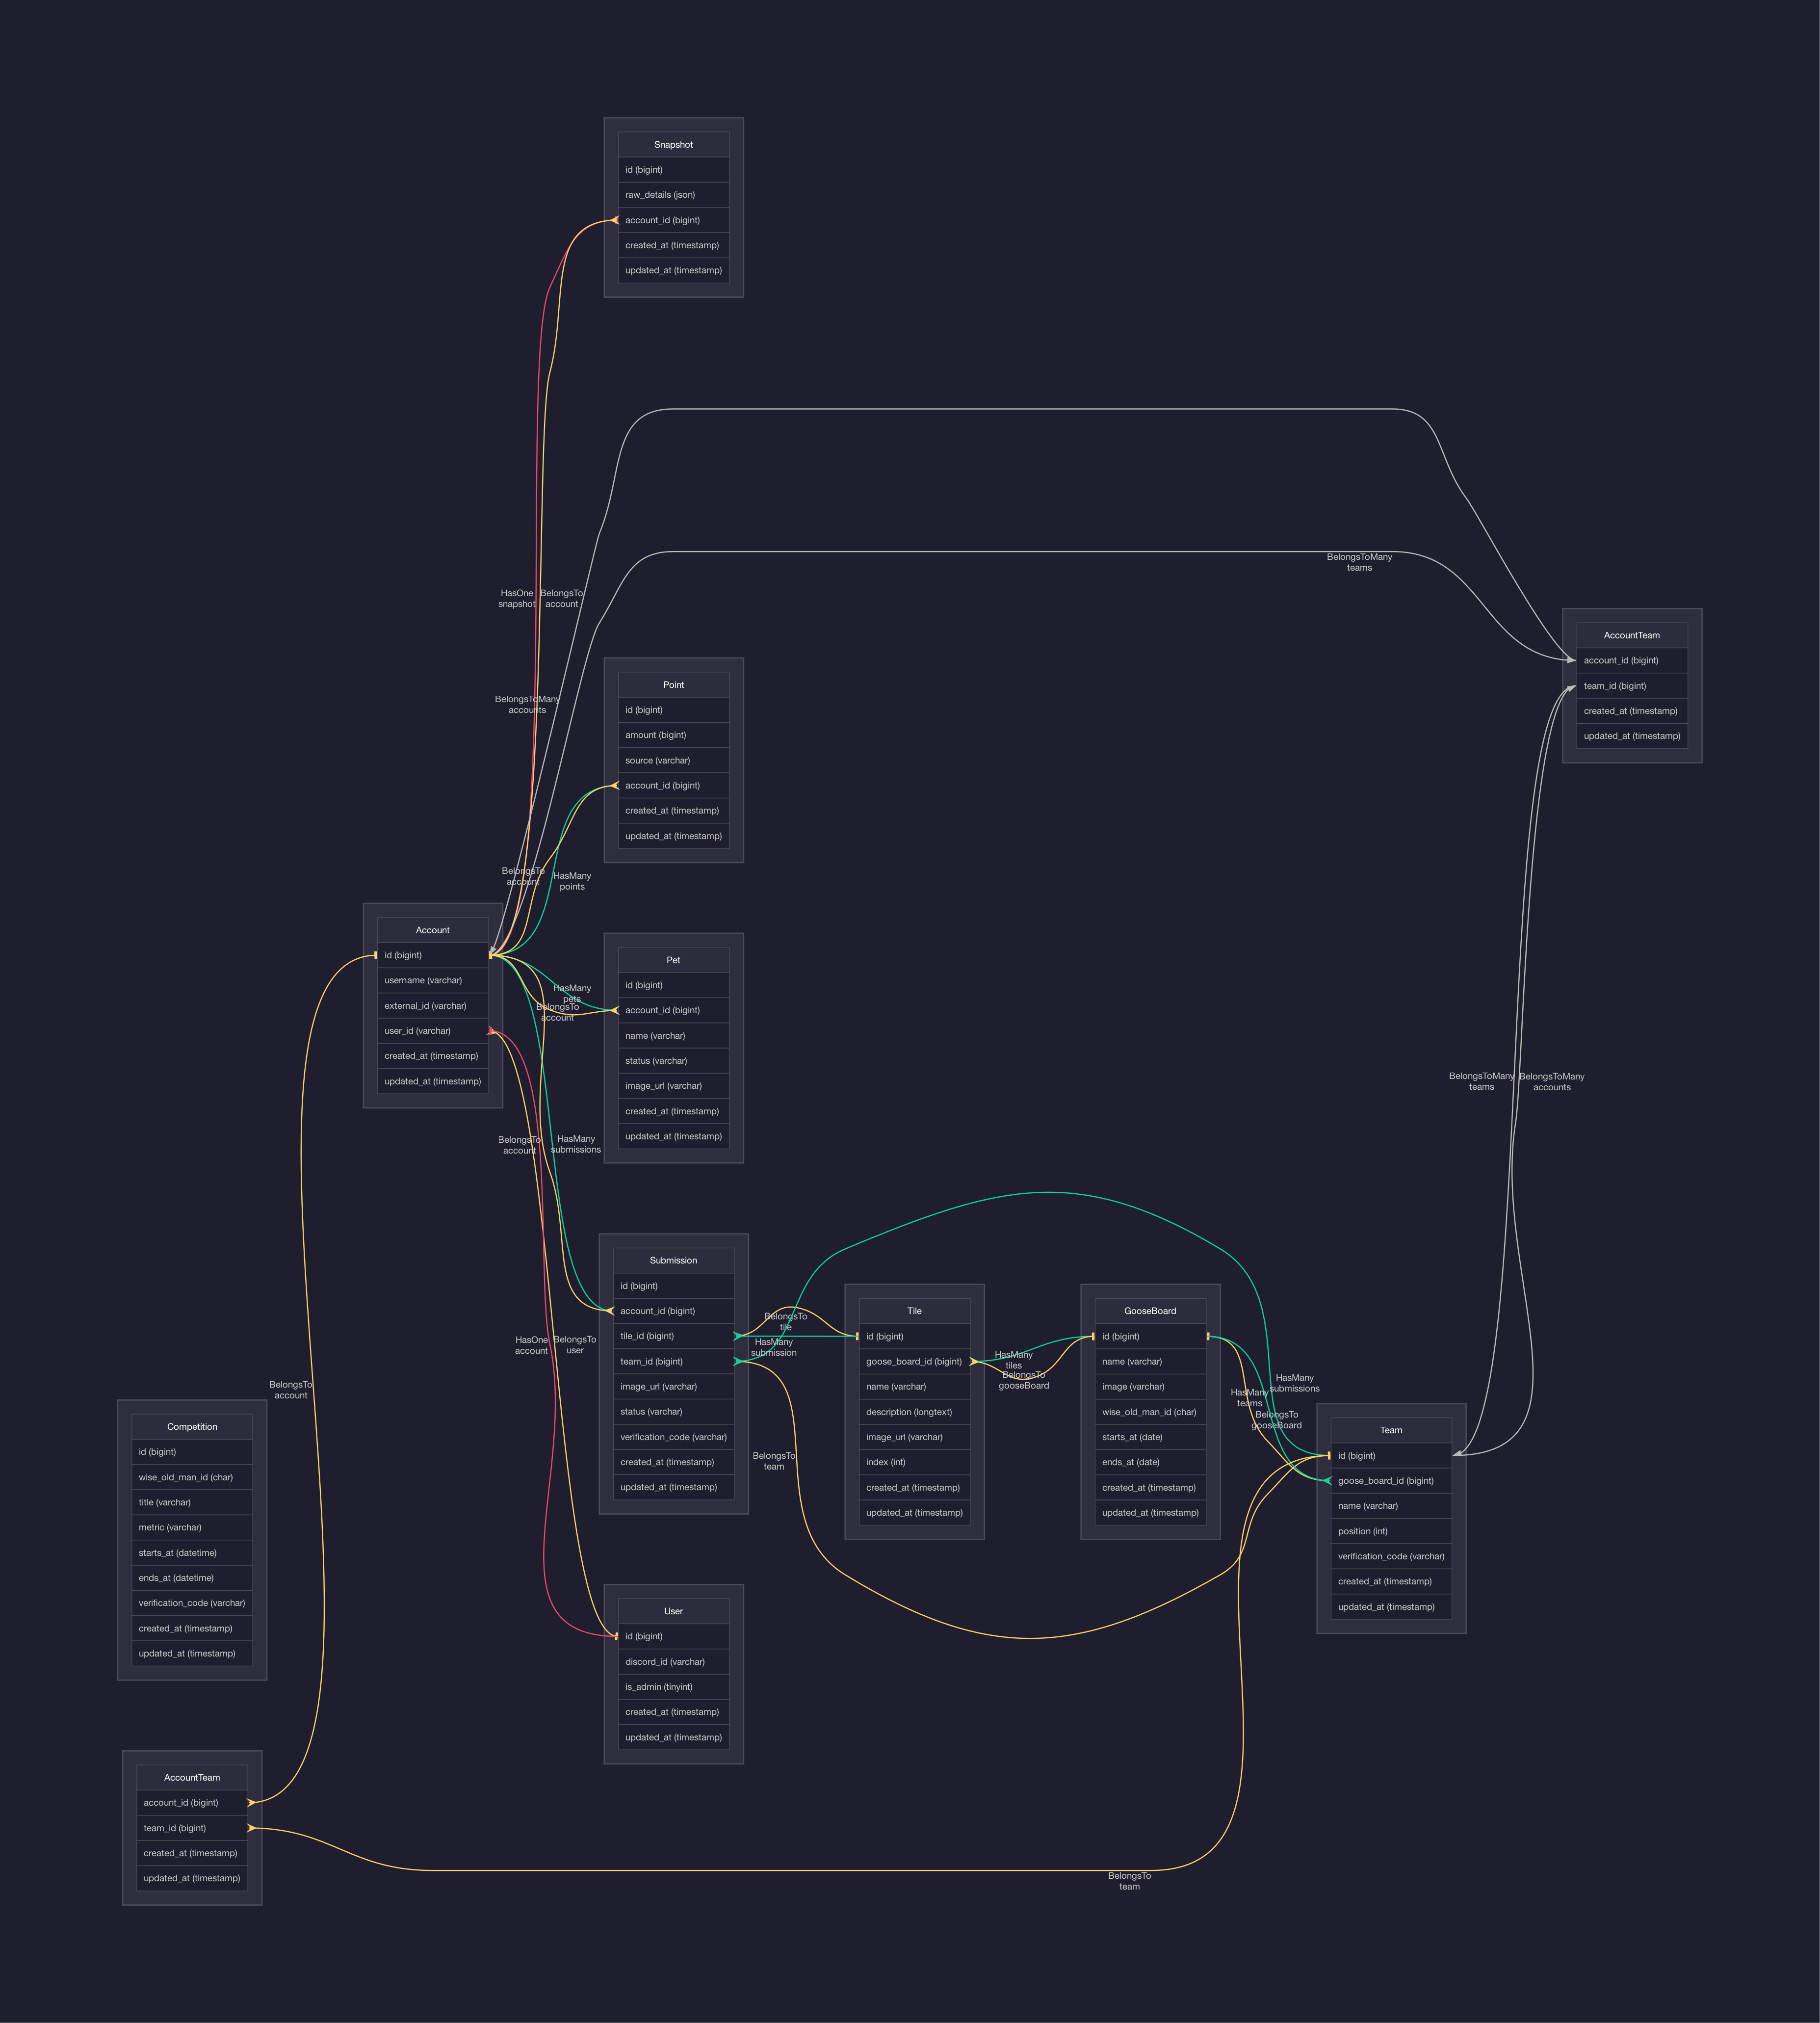 Snapshot
id (bigint)
raw_details (json)
account_id (bigint)
created_at (timestamp)
updated_at (timestamp)
BelongsToMany
teams
HasOne
snapshot
BelongsTo
account
AccountTeam
account_id (bigint)
team_id (bigint)
created_at (timestamp)
updated_at (timestamp)
Point
id (bigint)
amount (bigint)
source (varchar)
account_id (bigint)
created_at (timestamp)
updated_at (timestamp)
BelongsToMany
accounts
BelongsTo
account
HasMany
points
Account
id (bigint)
username (varchar)
external_id (varchar)
user_id (varchar)
created_at (timestamp)
updated_at (timestamp)
Pet
id (bigint)
account_id (bigint)
name (varchar)
status (varchar)
image_url (varchar)
created_at (timestamp)
updated_at (timestamp)
HasMany
pets
BelongsTo
account
BelongsToMany
teams
BelongsToMany
accounts
BelongsTo
account
HasMany
submissions
Submission
id (bigint)
account_id (bigint)
tile_id (bigint)
team_id (bigint)
image_url (varchar)
status (varchar)
verification_code (varchar)
created_at (timestamp)
updated_at (timestamp)
BelongsTo
tile
HasMany
submission
Tile
id (bigint)
goose_board_id (bigint)
name (varchar)
description (longtext)
image_url (varchar)
index (int)
created_at (timestamp)
updated_at (timestamp)
HasMany
tiles
BelongsTo
gooseBoard
GooseBoard
id (bigint)
name (varchar)
image (varchar)
wise_old_man_id (char)
starts_at (date)
ends_at (date)
created_at (timestamp)
updated_at (timestamp)
HasMany
submissions
HasMany
teams
BelongsTo
gooseBoard
Team
id (bigint)
goose_board_id (bigint)
name (varchar)
position (int)
verification_code (varchar)
created_at (timestamp)
updated_at (timestamp)
HasOne
account
BelongsTo
user
BelongsTo
account
BelongsTo
team
Competition
id (bigint)
wise_old_man_id (char)
title (varchar)
metric (varchar)
starts_at (datetime)
ends_at (datetime)
verification_code (varchar)
created_at (timestamp)
updated_at (timestamp)
User
id (bigint)
discord_id (varchar)
is_admin (tinyint)
created_at (timestamp)
updated_at (timestamp)
AccountTeam
account_id (bigint)
team_id (bigint)
created_at (timestamp)
updated_at (timestamp)
BelongsTo
team